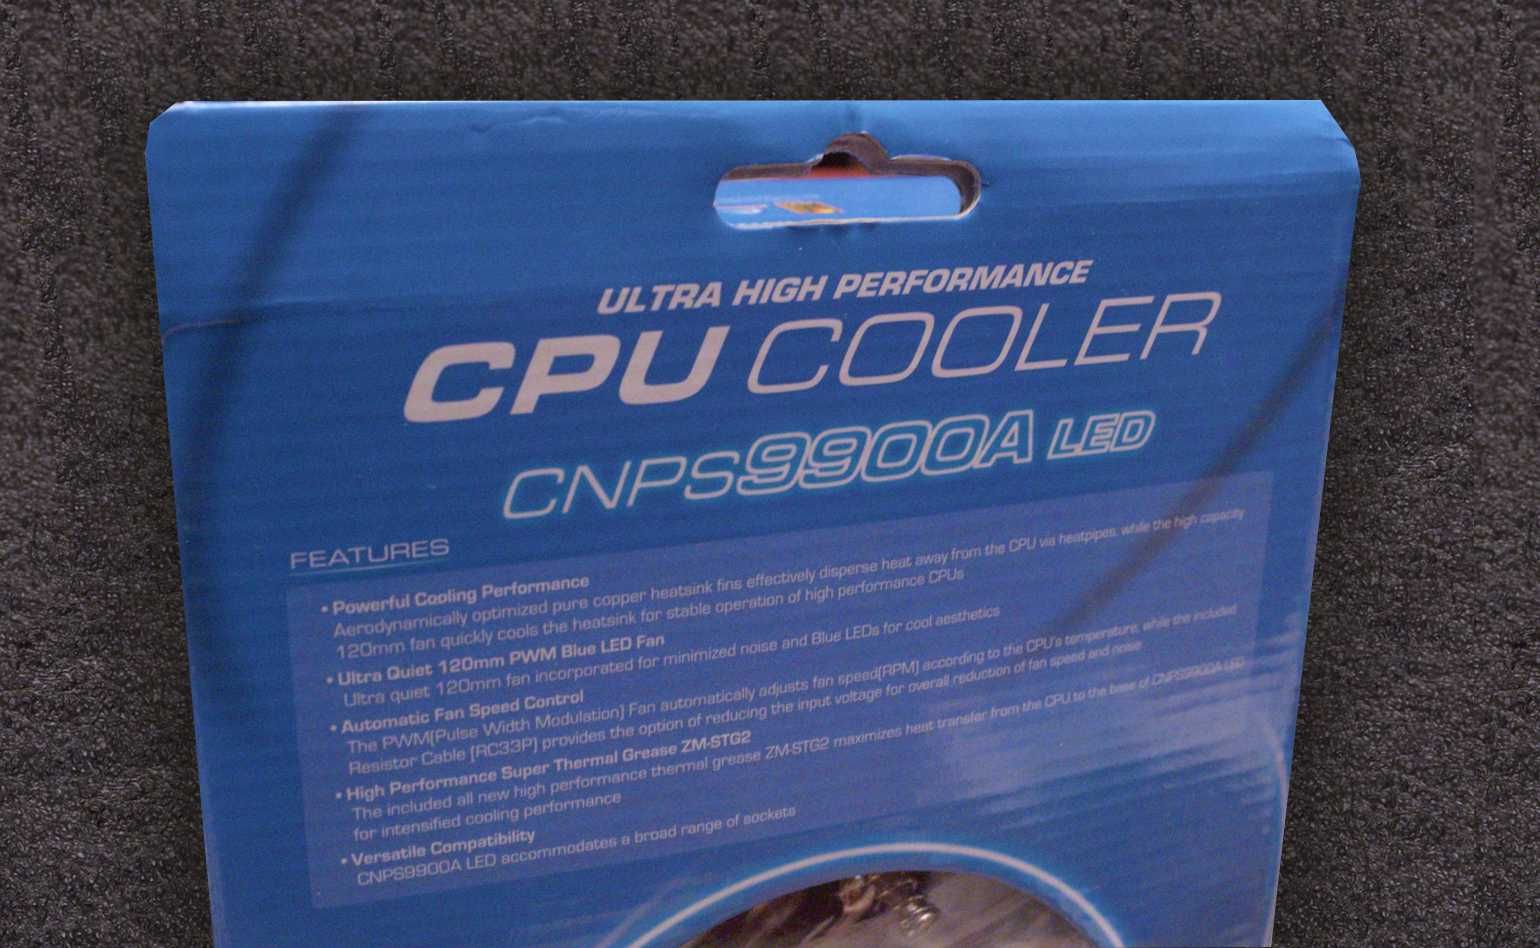 ULTRA HIGH PERFORMANCE
CPU COOLER
CNPS9900A LED
FEATURES
• Powerful Cooling Performance
Aerodynamically optimized pure copper heatsink fins effectively disperse heat away from the CPU via heatpipes, while the high capacity
120mm fan quickly cools the heatsink for stable operation of high performance CPUs
• Ultra Quiet 120mm PWM Blue LED Fan
Ultra quiet 120mm fan incorporated for minimized noise and Blue LEDs for cool aesthetics
• Automatic Fan Speed Control
The PWM(Pulse Width Modulation) Fan automatically adjusts fan speed(RPM) according to the CPU's temperature, while the included
Resistor Cable (RC33P) provides the option of reducing the input voltage for overall reduction of fan speed and noise
• High Performance Super Thermal Grease ZM-STG2
The included all new high performance thermal grease ZM-STG2 maximizes heat transfer from the CPU to the base of CNPS9900A LED
for intensified cooling performance
• Versatile Compatibility
CNPS9900A LED accommodates a broad range of sockets